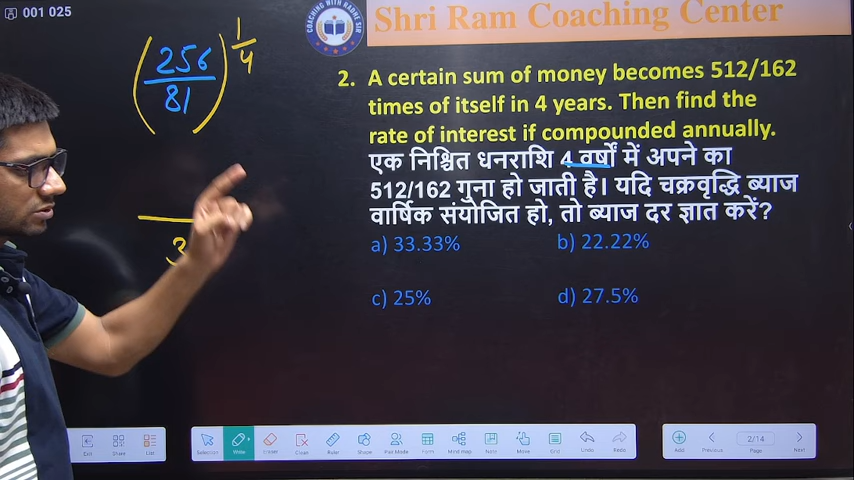 001 025
COACHING WITH RADHE SIR
Shri Ram Coaching Center
(256/81)^1/4
3
2. A certain sum of money becomes 512/162
times of itself in 4 years. Then find the
rate of interest if compounded annually.
एक निश्चित धनराशि 4 वर्षों में अपने का
512/162 गुना हो जाती है। यदि चक्रवृद्धि ब्याज
वार्षिक संयोजित हो, तो ब्याज दर ज्ञात करें?
a) 33.33% b) 22.22%
c) 25% d) 27.5%
Exit Share List Selection Write Eraser Clean Ruler Shape Pan Mode Form Mind map Note Move Grid Undo Redo Add Previous 2/14 Page Next